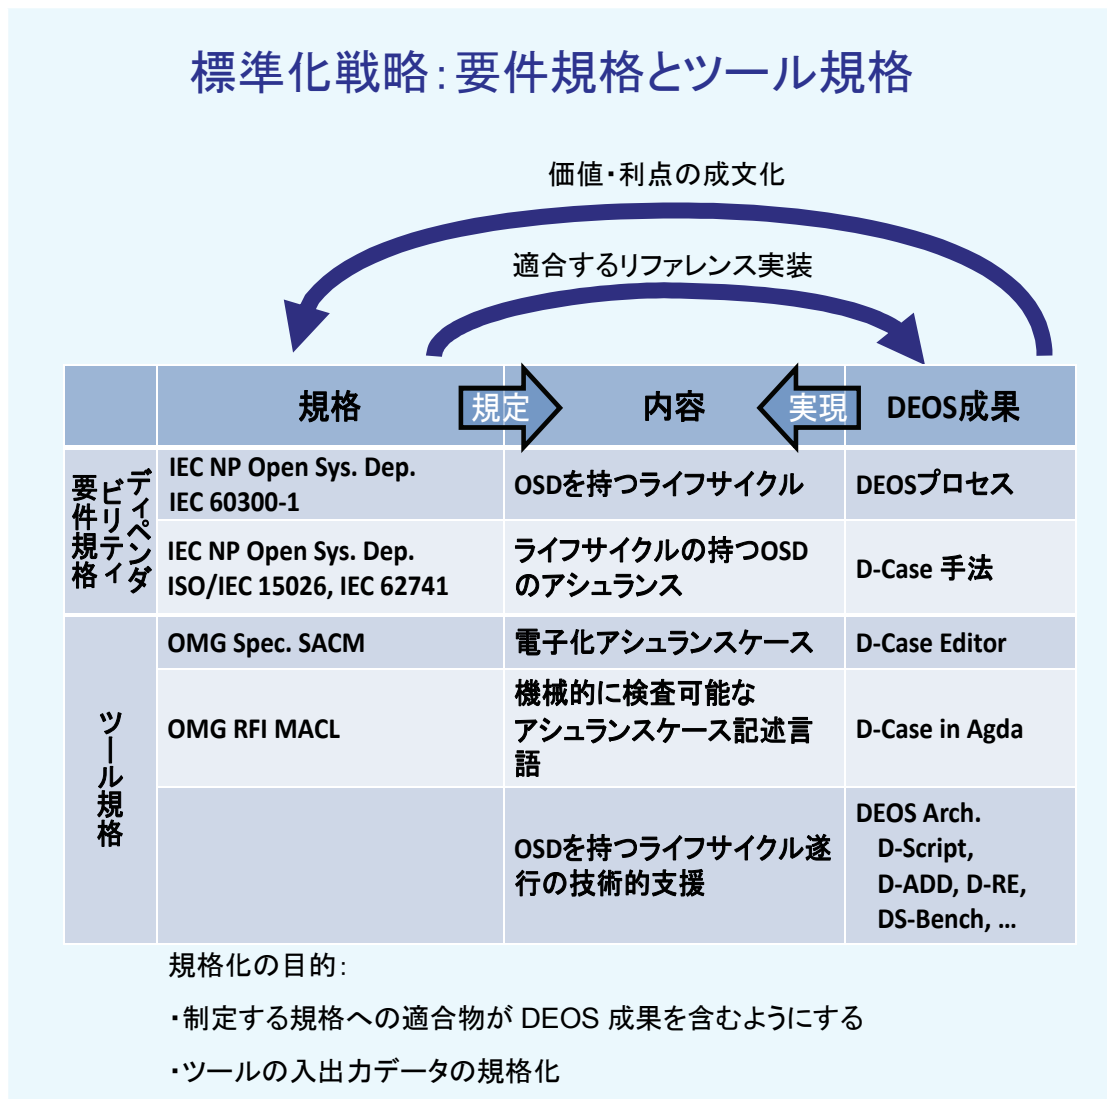 標準化戦略：要件規格とツール規格
価値・利点の成文化
適合するリファレンス実装
規格
規定
内容
実現
DEOS成果
ディペンダ
ビリティ
要件規格
IEC NP Open Sys. Dep.
IEC 60300-1
OSDを持つライフサイクル
DEOSプロセス
IEC NP Open Sys. Dep.
ISO/IEC 15026, IEC 62741
ライフサイクルの持つOSD
のアシュランス
D-Case 手法
ツール規格
OMG Spec. SACM
電子化アシュランスケース
D-Case Editor
OMG RFI MACL
機械的に検査可能な
アシュランスケース記述言
語
D-Case in Agda
OSDを持つライフサイクル遂
行の技術的支援
DEOS Arch.
D-Script,
D-ADD, D-RE,
DS-Bench, …
規格化の目的：
・制定する規格への適合物が DEOS 成果を含むようにする
・ツールの入出力データの規格化